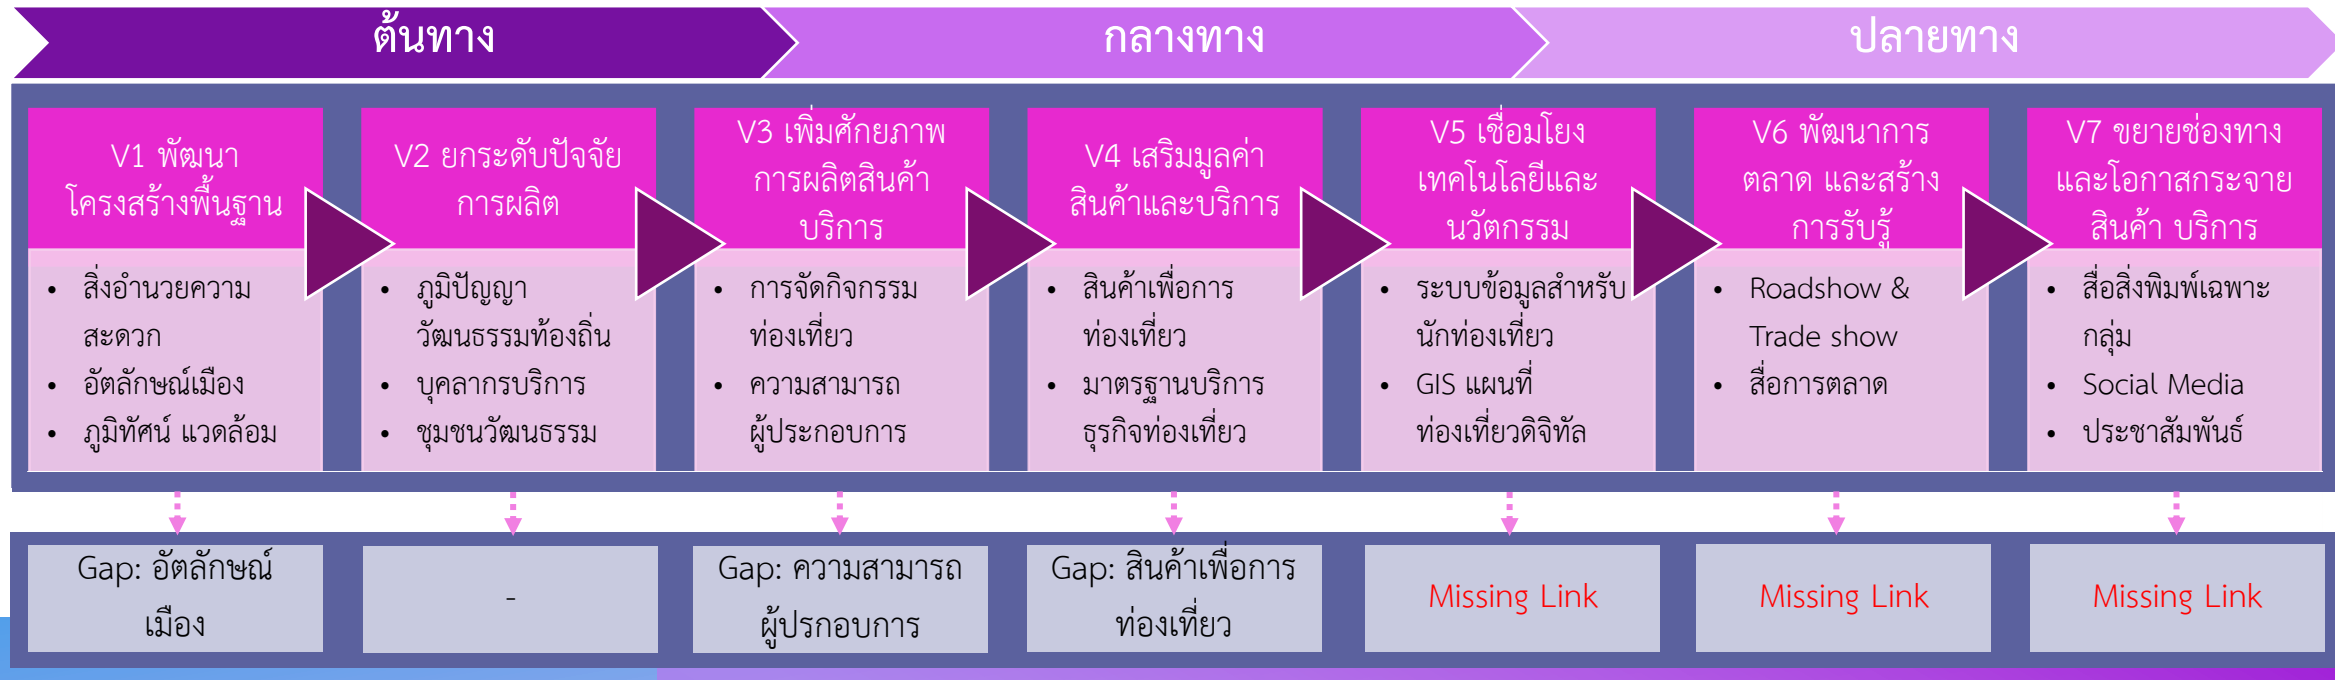 ต้นทาง
กลางทาง
ปลายทาง
V1 พัฒนา
โครงสร้างพื้นฐาน
• สิ่งอำนวยความ
สะดวก
• อัตลักษณ์เมือง
• ภูมิทัศน์ แวดล้อม
V2 ยกระดับปัจจัย
การผลิต
• ภูมิปัญญา
วัฒนธรรมท้องถิ่น
• บุคลากรบริการ
• ชุมชนวัฒนธรรม
V3 เพิ่มศักยภาพ
การผลิตสินค้า
บริการ
• การจัดกิจกรรม
ท่องเที่ยว
• ความสามารถ
ผู้ประกอบการ
V4 เสริมมูลค่า
สินค้าและบริการ
• สินค้าเพื่อการ
ท่องเที่ยว
• มาตรฐานบริการ
ธุรกิจท่องเที่ยว
V5 เชื่อมโยง
เทคโนโลยีและ
นวัตกรรม
• ระบบข้อมูลสำหรับ
นักท่องเที่ยว
• GIS แผนที่
ท่องเที่ยวดิจิทัล
V6 พัฒนาการ
ตลาด และสร้าง
การรับรู้
• Roadshow &
Trade show
• สื่อการตลาด
V7 ขยายช่องทาง
และโอกาสกระจาย
สินค้า บริการ
• สื่อสิ่งพิมพ์เฉพาะ
กลุ่ม
• Social Media
• ประชาสัมพันธ์
Gap: อัตลักษณ์
เมือง
-
Gap: ความสามารถ
ผู้ปรกอบการ
Gap: สินค้าเพื่อการ
ท่องเที่ยว
Missing Link
Missing Link
Missing Link